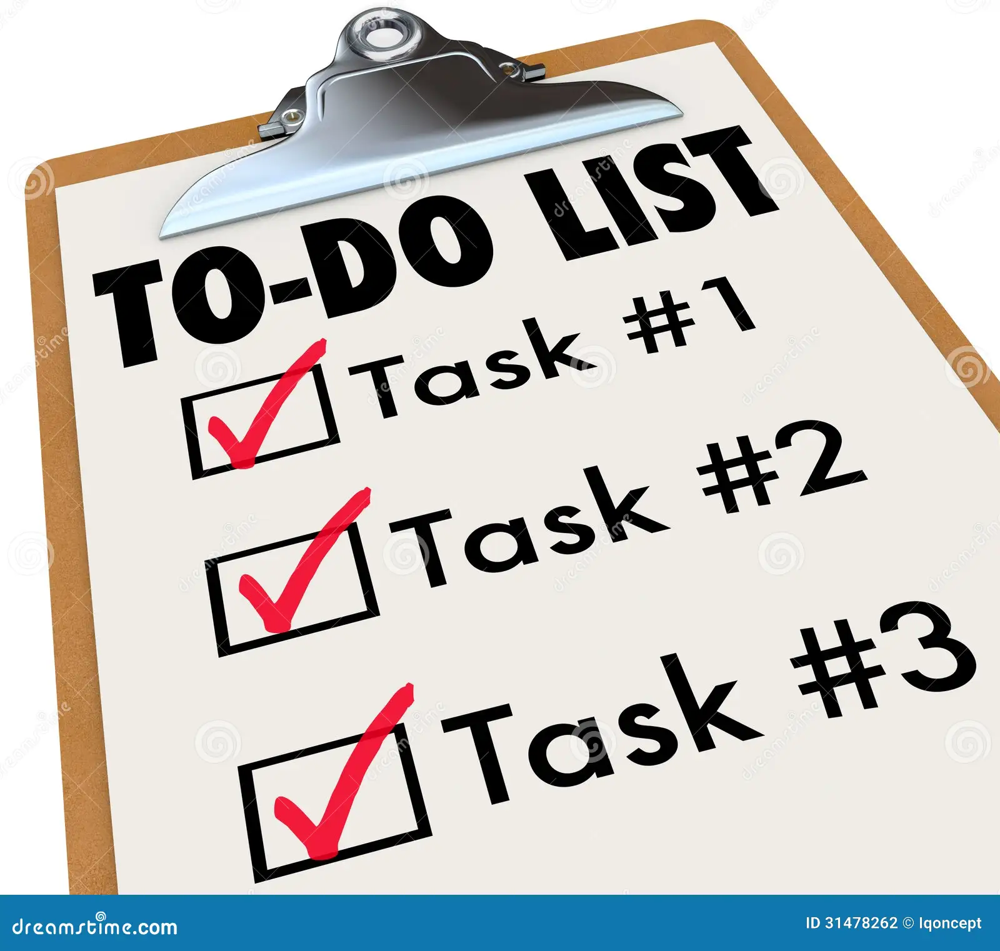 TO-DO LIST
Task #1
Task #2
Task #3
dreamstime.com
ID 31478262 © Iqoncept